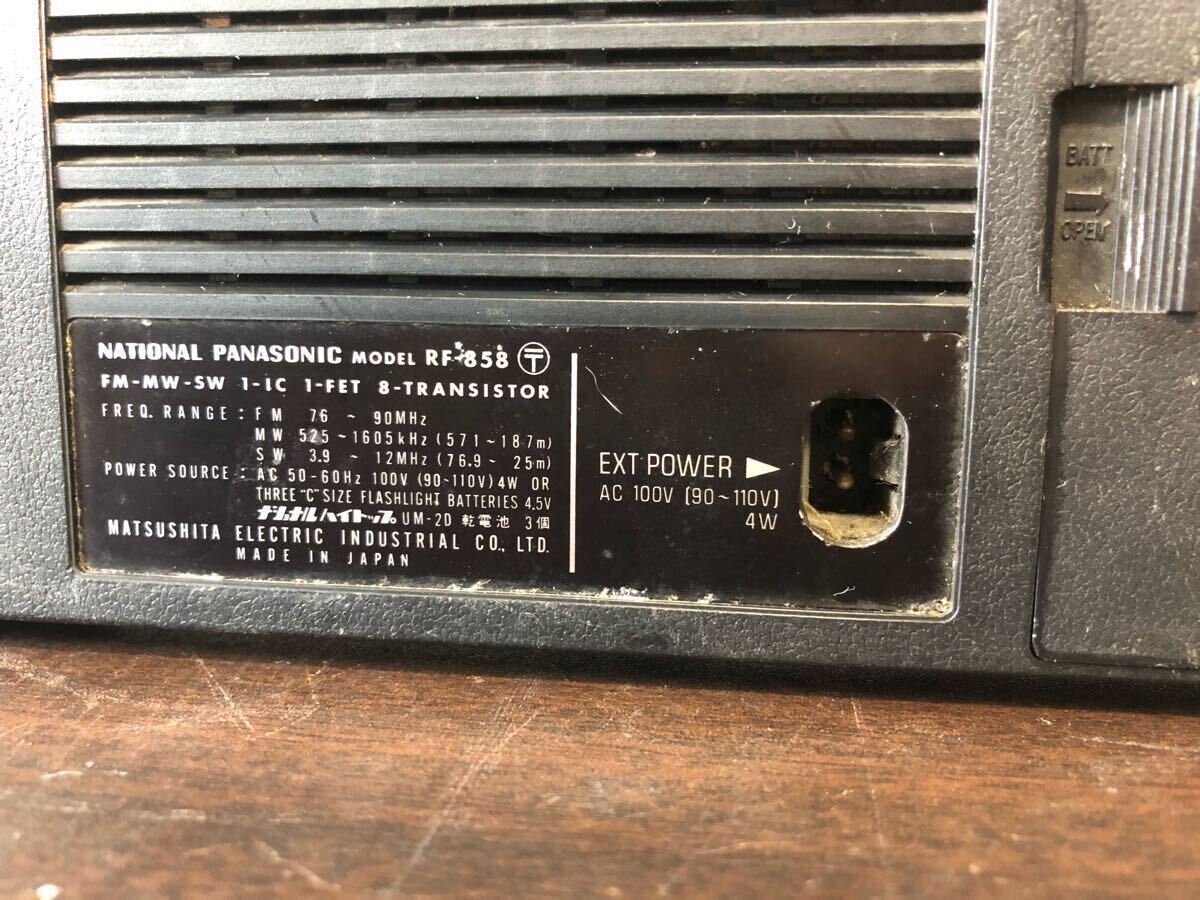 NATIONAL PANASONIC MODEL RF-858 〒
FM-MW-SW 1-IC 1-FET 8-TRANSISTOR
FREQ. RANGE : FM 76 ~ 90MHz
MW 525 ~ 1605kHz (571 ~ 187m)
SW 3.9 ~ 12MHz (76.9 ~ 25m)
POWER SOURCE : AC 50-60Hz 100V (90~110V) 4W OR
THREE "C" SIZE FLASHLIGHT BATTERIES 4.5V
ナショナルハイトップ UM-2D 乾電池 3個
MATSUSHITA ELECTRIC INDUSTRIAL CO., LTD.
MADE IN JAPAN
EXT POWER ▶
AC 100V (90~110V)
4W
BATT
→
OPEN